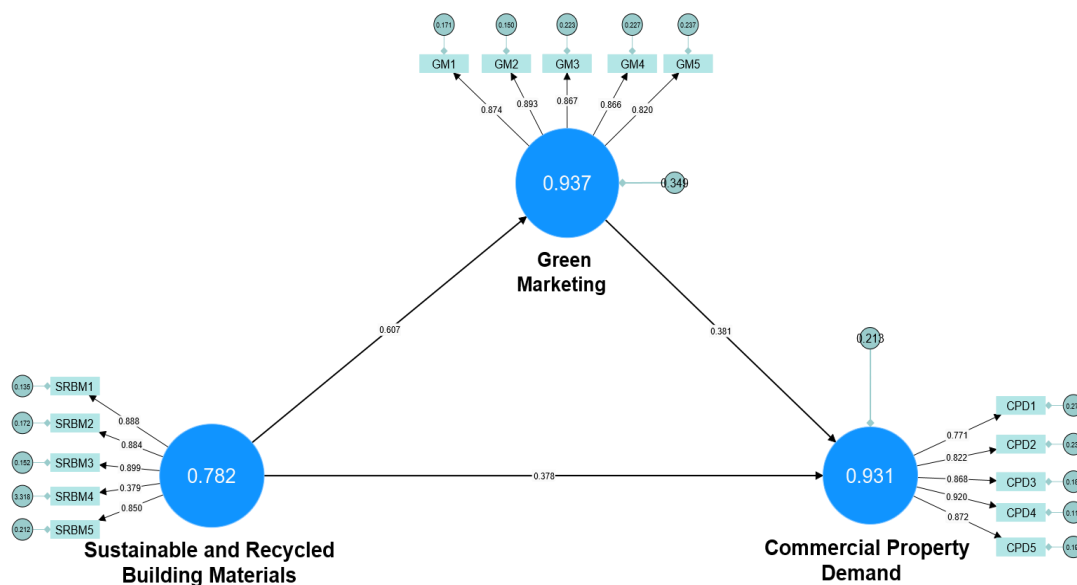 0.171 0.150 0.223 0.227 0.237
GM1 GM2 GM3 GM4 GM5
0.874 0.893 0.867 0.866 0.820
0.937
0.349
Green
Marketing
0.607
0.381
0.213
0.135 SRBM1
0.172 SRBM2
0.152 SRBM3
3.318 SRBM4
0.212 SRBM5
0.888
0.884
0.899
0.379
0.850
0.782
Sustainable and Recycled
Building Materials
0.378
0.931
Commercial Property
Demand
0.771
0.822
0.868
0.920
0.872
CPD1
CPD2
CPD3
CPD4
CPD5